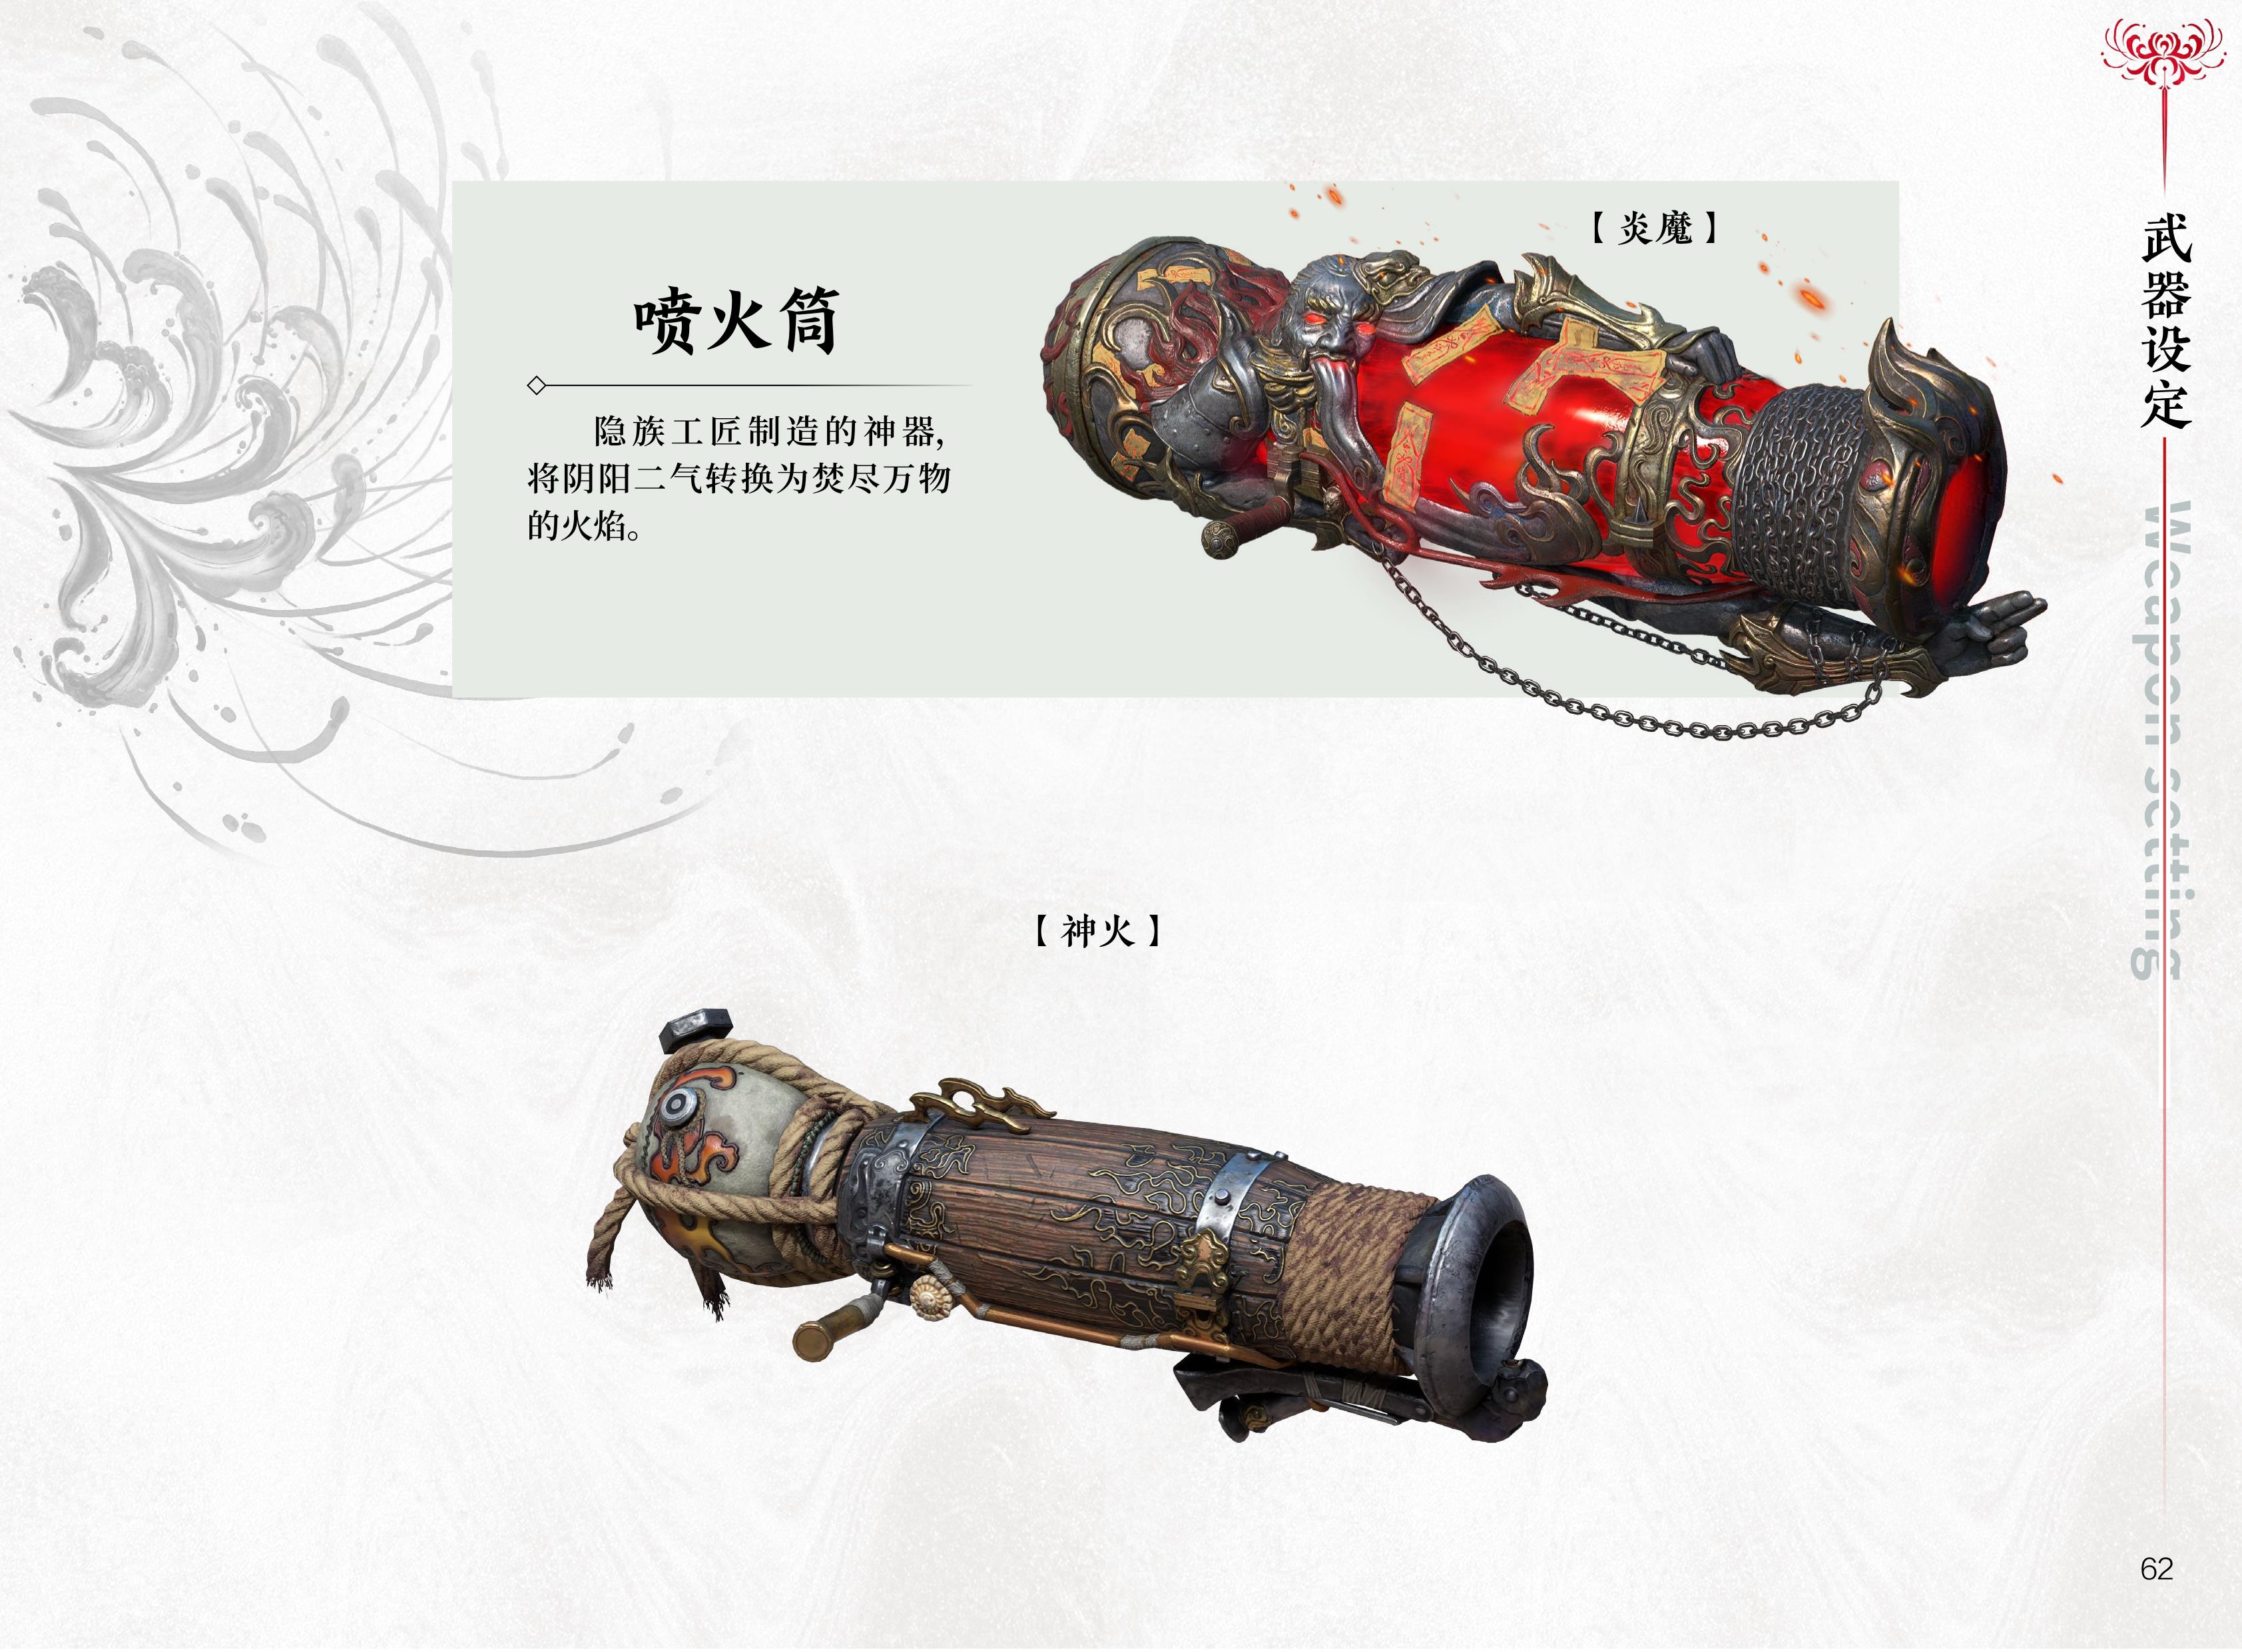 武器设定
Weapon setting
【炎魔】
喷火筒
隐族工匠制造的神器,
将阴阳二气转换为焚尽万物
的火焰。
【神火】
62